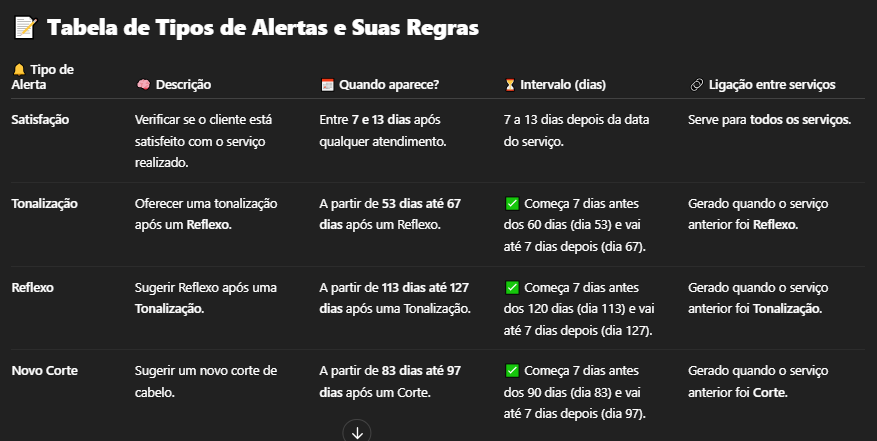 📝 Tabela de Tipos de Alertas e Suas Regras
🔔 Tipo de
Alerta
🧠 Descrição
🗓️ Quando aparece?
⏳ Intervalo (dias)
🔗 Ligação entre serviços
Satisfação
Verificar se o cliente está
satisfeito com o serviço
realizado.
Entre 7 e 13 dias após
qualquer atendimento.
7 a 13 dias depois da data
do serviço.
Serve para todos os serviços.
Tonalização
Oferecer uma tonalização
após um Reflexo.
A partir de 53 dias até 67
dias após um Reflexo.
✅ Começa 7 dias antes
dos 60 dias (dia 53) e vai
até 7 dias depois (dia 67).
Gerado quando o serviço
anterior foi Reflexo.
Reflexo
Sugerir Reflexo após uma
Tonalização.
A partir de 113 dias até 127
dias após uma Tonalização.
✅ Começa 7 dias antes
dos 120 dias (dia 113) e vai
até 7 dias depois (dia 127).
Gerado quando o serviço
anterior foi Tonalização.
Novo Corte
Sugerir um novo corte de
cabelo.
A partir de 83 dias até 97
dias após um Corte.
✅ Começa 7 dias antes
dos 90 dias (dia 83) e vai
até 7 dias depois (dia 97).
Gerado quando o serviço
anterior foi Corte.